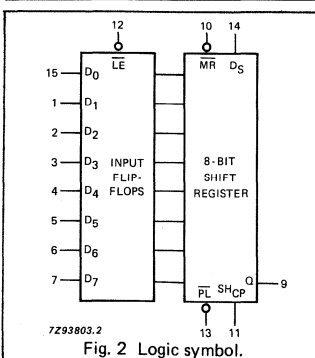 12 10 14
LE MR DS
15 D0
1 D1
2 D2
3 D3
4 D4
5 D5
6 D6
7 D7
INPUT
FLIP-
FLOPS
8-BIT
SHIFT
REGISTER
Q 9
PL SHCP
13 11
7Z93803.2
Fig. 2 Logic symbol.